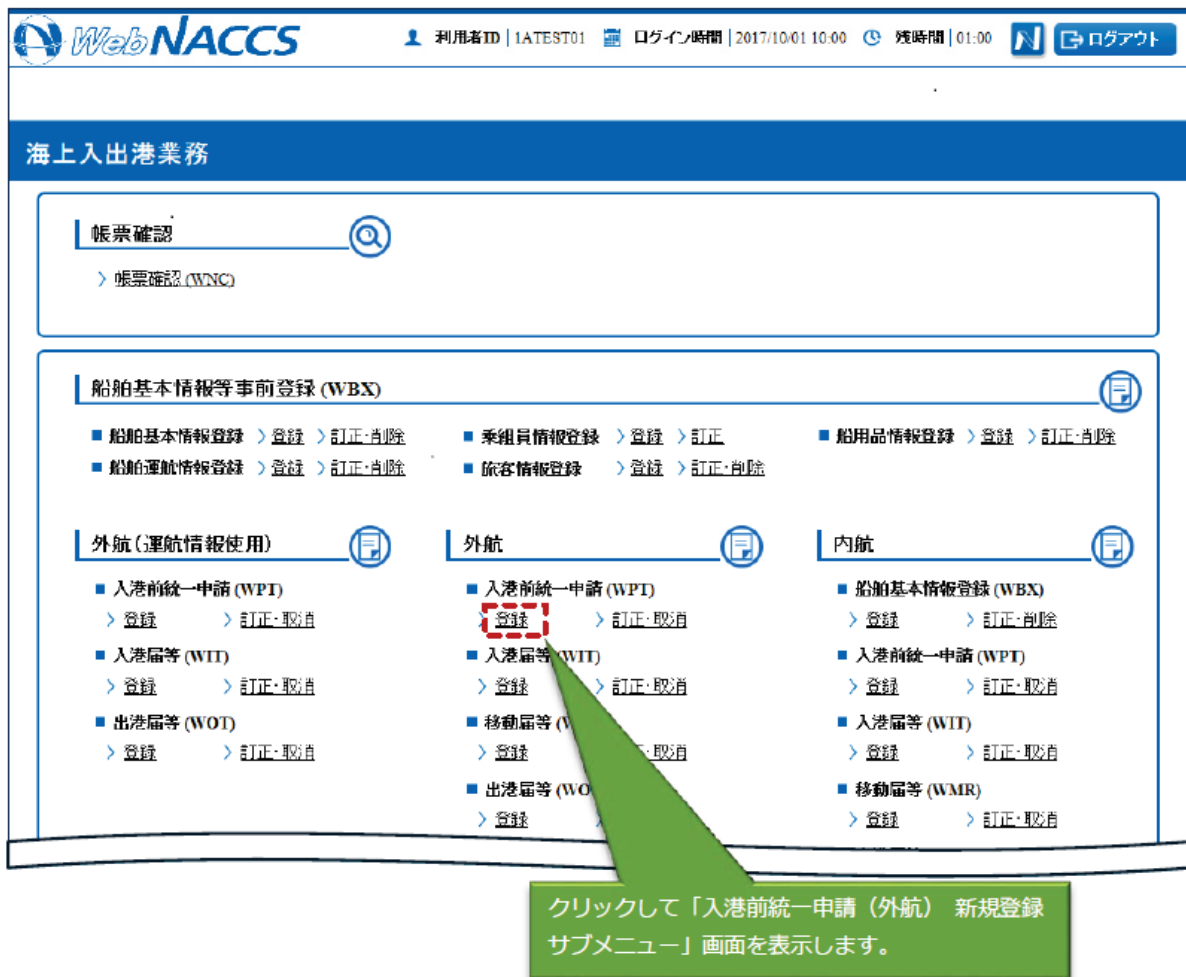 WebNACCS 利用者ID 1ATEST01 ログイン時間 2017/10/01 10:00 残時間 01:00 N ログアウト
海上入出港業務
帳票確認
帳票確認 (WNC)
船舶基本情報等事前登録 (WBX)
■ 船舶基本情報登録 > 登録 > 訂正・削除 ■ 乗組員情報登録 > 登録 > 訂正 ■ 船用品情報登録 > 登録 > 訂正・削除
■ 船舶運航情報登録 > 登録 > 訂正・削除 ■ 旅客情報登録 > 登録 > 訂正・削除
外航(運航情報使用)
■ 入港前統一申請 (WPT)
> 登録 > 訂正・取消
■ 入港届等 (WIT)
> 登録 > 訂正・取消
■ 出港届等 (WOT)
> 登録 > 訂正・取消
外航
■ 入港前統一申請 (WPT)
> 登録 > 訂正・取消
■ 入港届等 (WIT)
> 登録 > 訂正・取消
■ 移動届等 (
> 登録 ・取消
■ 出港届等 (WO
> 登録
内航
■ 船舶基本情報登録 (WBX)
> 登録 > 訂正・削除
■ 入港前統一申請 (WPT)
> 登録 > 訂正・取消
■ 入港届等 (WIT)
> 登録 > 訂正・取消
■ 移動届等 (WMR)
> 登録 > 訂正・取消
クリックして「入港前統一申請（外航） 新規登録
サブメニュー」画面を表示します。